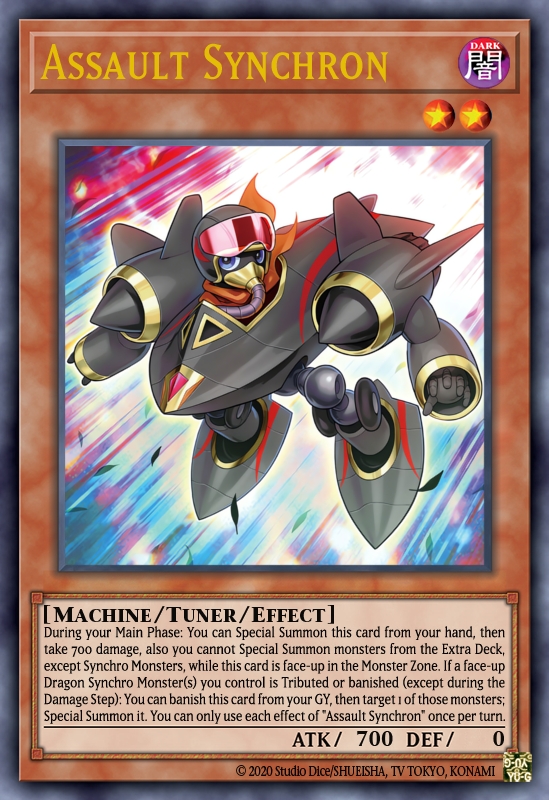 Assault Synchron
DARK
闇
[Machine/Tuner/Effect]
During your Main Phase: You can Special Summon this card from your hand, then
take 700 damage, also you cannot Special Summon monsters from the Extra Deck,
except Synchro Monsters, while this card is face-up in the Monster Zone. If a face-up
Dragon Synchro Monster(s) you control is Tributed or banished (except during the
Damage Step): You can banish this card from your GY, then target 1 of those monsters;
Special Summon it. You can only use each effect of "Assault Synchron" once per turn.
ATK/ 700 DEF/ 0
©2020 Studio Dice/SHUEISHA, TV TOKYO, KONAMI
YU-G
YU-G